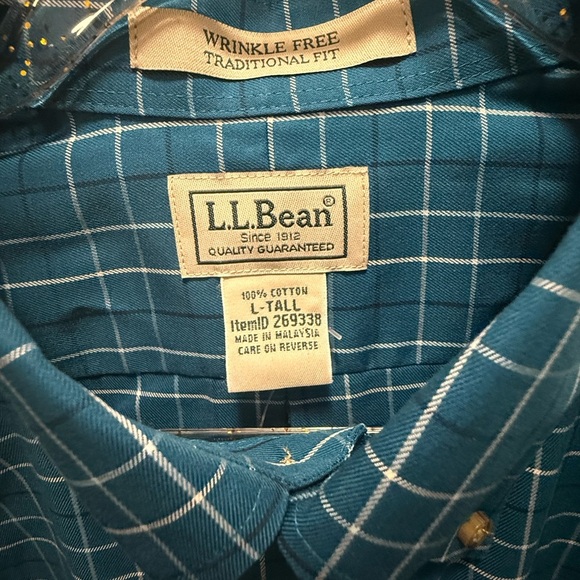 WRINKLE FREE
TRADITIONAL FIT
L.L.Bean®
Since 1912
QUALITY GUARANTEED
100% COTTON
L-TALL
ItemID 269338
MADE IN MALAYSIA
CARE ON REVERSE